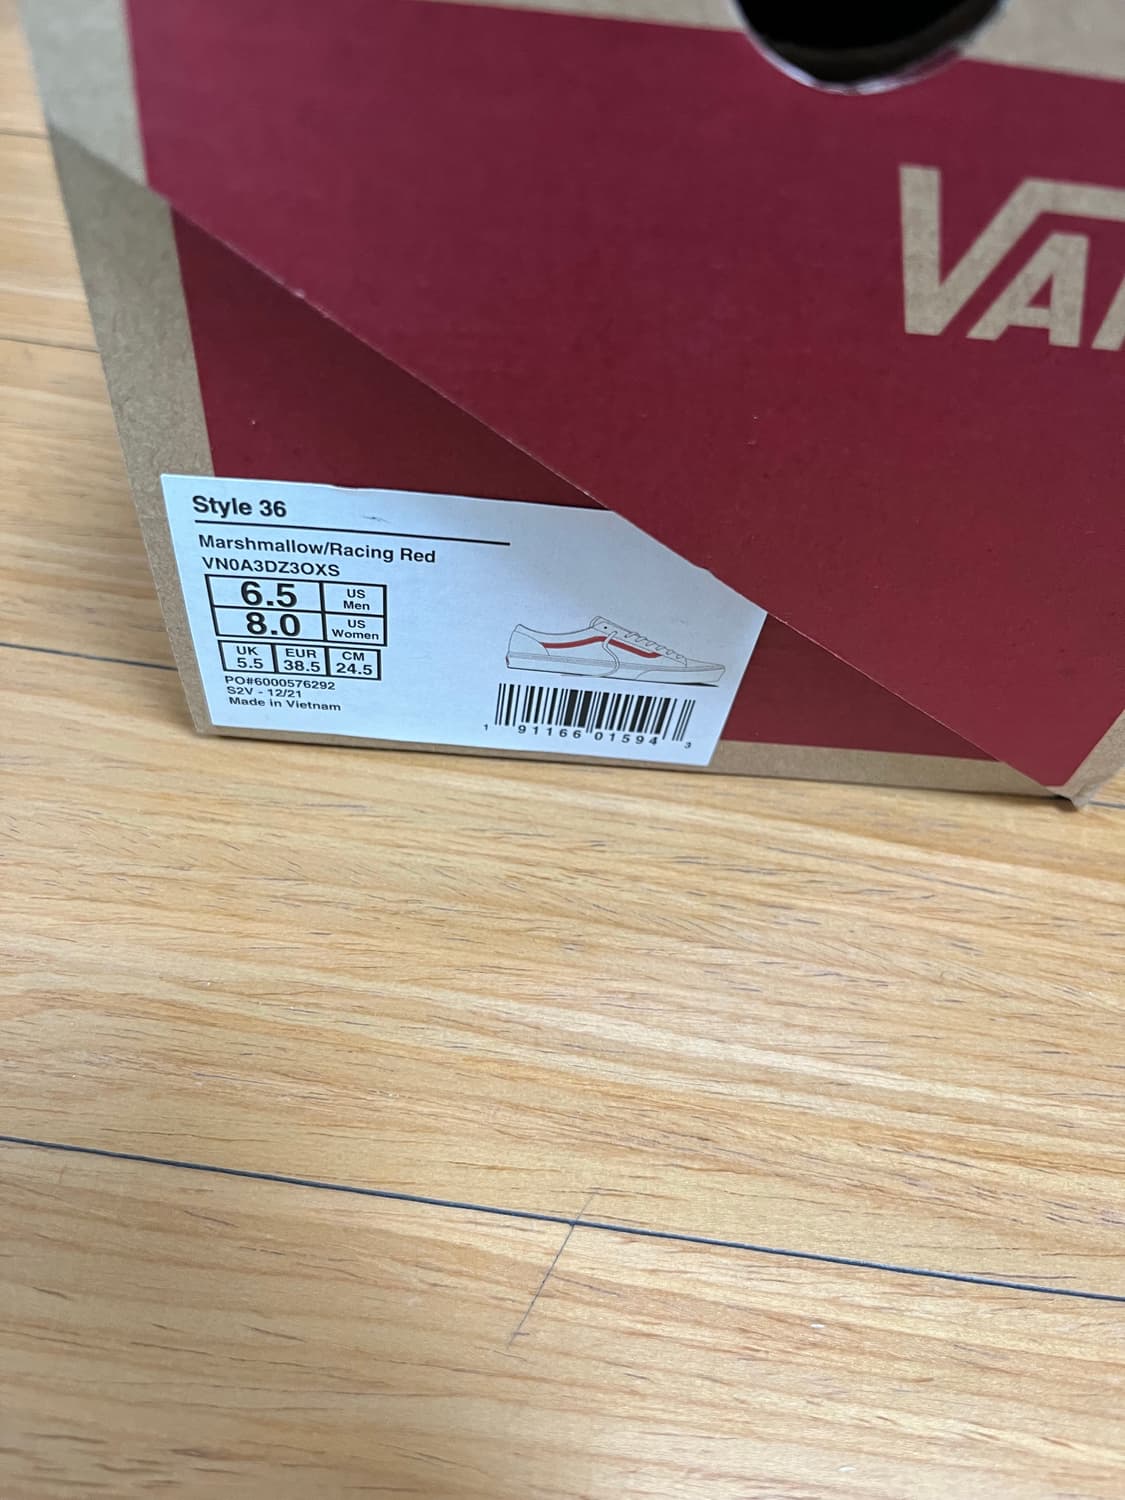 VA
Style 36
Marshmallow/Racing Red
VN0A3DZ3OXS
6.5 US Men
8.0 US Women
UK 5.5 EUR 38.5 CM 24.5
PO#6000576292
S2V - 12/21
Made in Vietnam
1 91166 01594 3